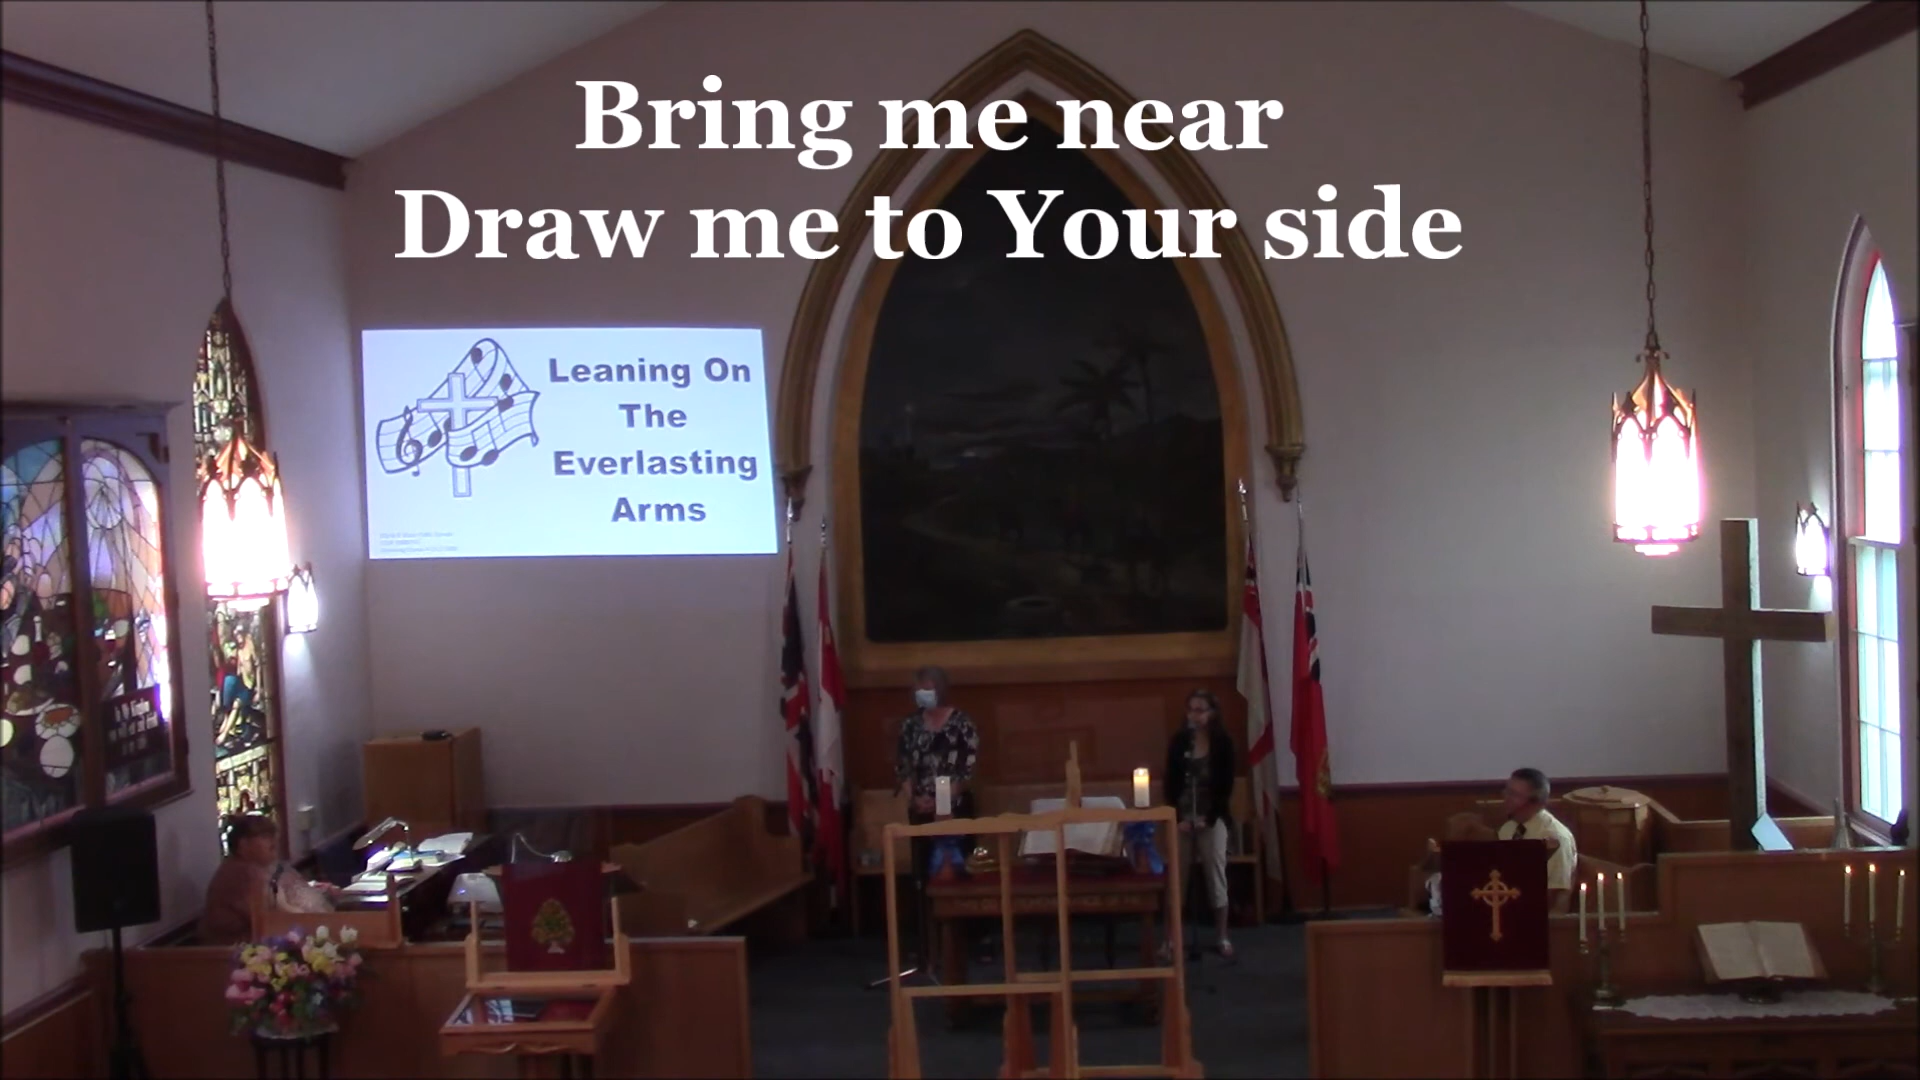 Bring me near
Draw me to Your side
Leaning On
The
Everlasting
Arms